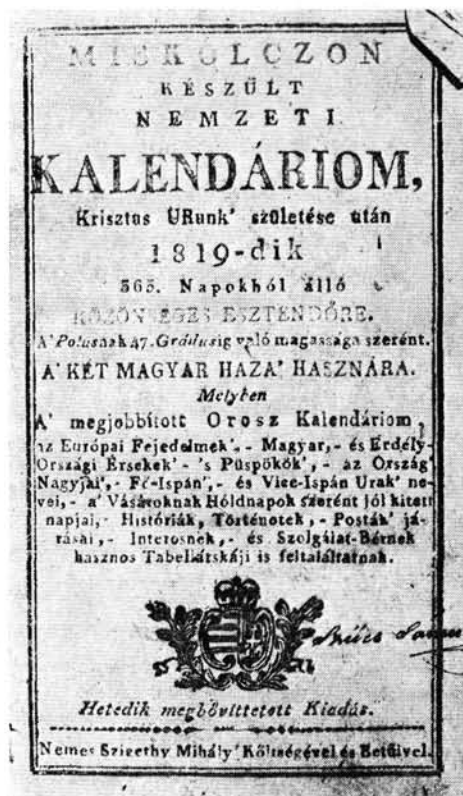 MISKOLCZON
KÉSZŰLT
NEMZETI
KALENDÁRIOM,
Krisztus URunk' születése után
1819-dik
365. Napokból álló
KÖZÖNSÉGES ESZTENDŐRE.
A' Polusnak 47. Grádusig való magassága szerént.
A' KÉT MAGYAR HAZA' HASZNÁRA.
Melyben
A' megjobbított Orosz Kalendáriom,
az Európai Fejedelmek', - Magyar,- és Erdély-
Országi Érsekek' - 's Püspökök', - az Ország'
Nagyjai', - Fő-Ispán', - és Vice-Ispán Urak' ne-
vei, - a' Vásároknak Hóldnapok szerént jól kitett
napjai, - Históriák, Történetek, - Posták' já-
rásai, - Interesnek, - és Szolgálat-Bérnek
hasznos Tabellátskáji is feltaláltatnak.
Hetedik megbővíttetett Kiadás.
Nemes Szigethy Mihály' Költségével és Betűivel.